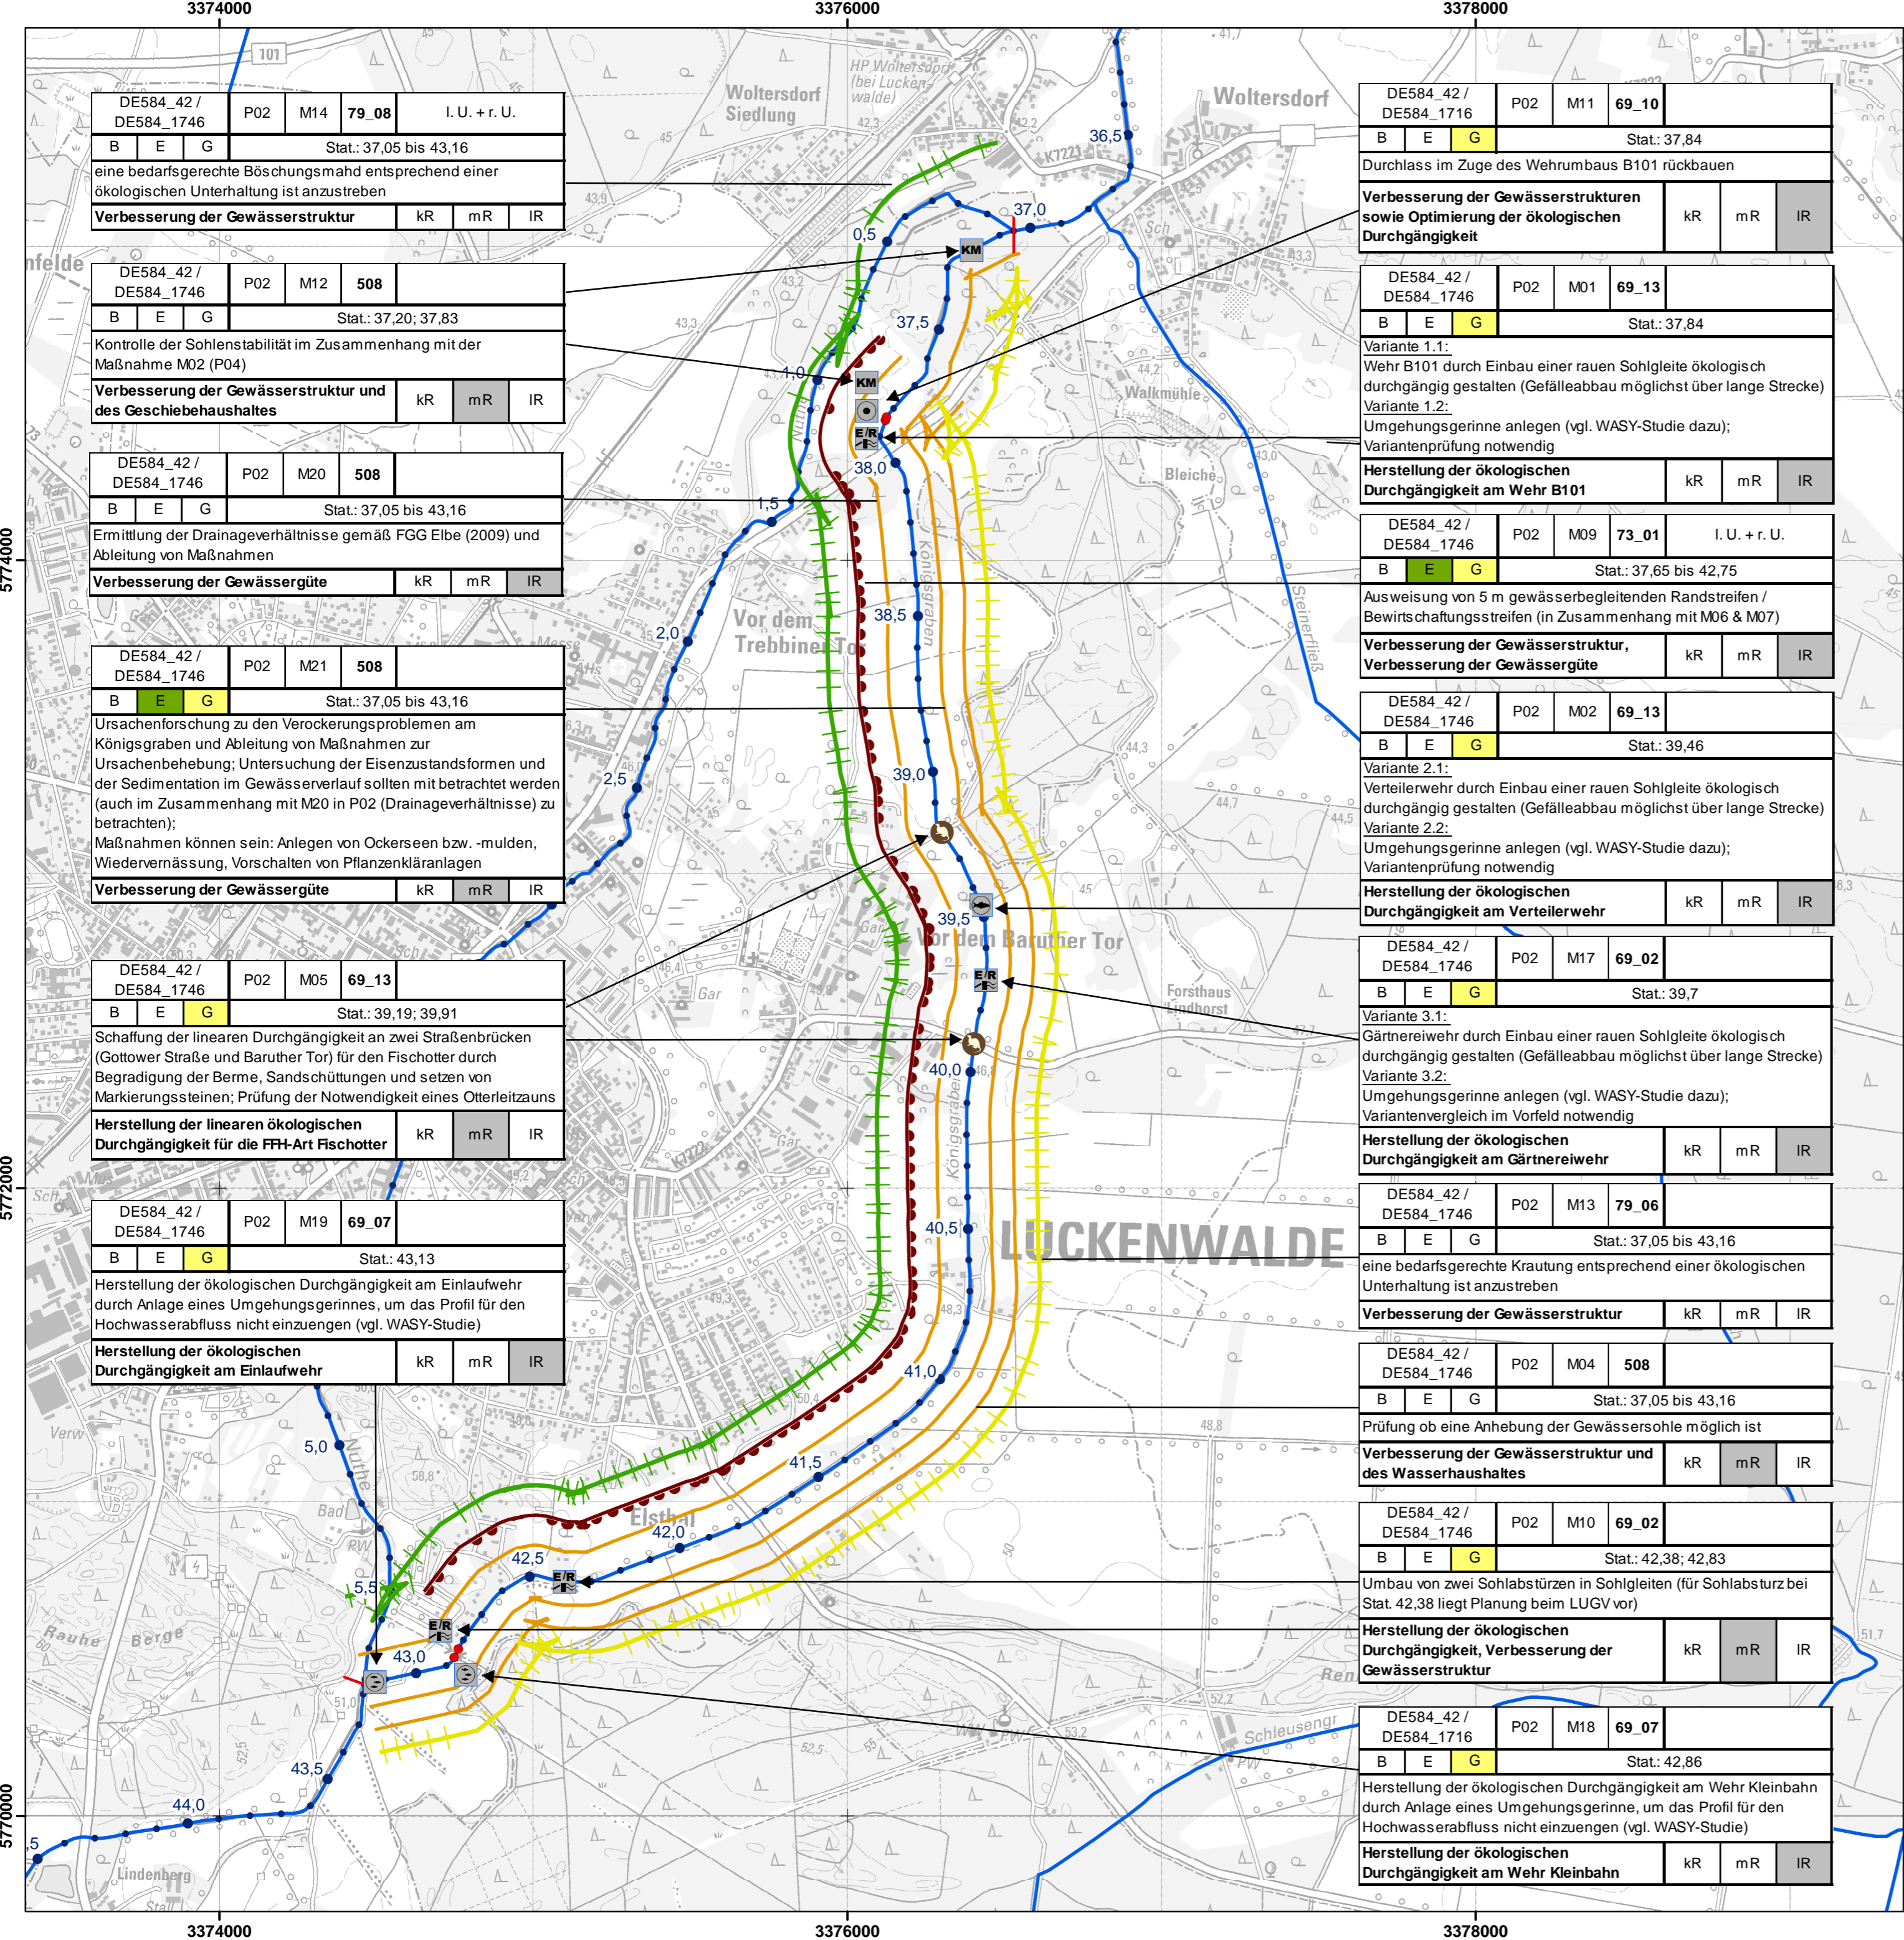 3374000
3376000
3378000
DE584_42 /
DE584_1746
P02
M14
79_08
l. U. + r. U.
B
E
G
Stat.: 37,05 bis 43,16
eine bedarfsgerechte Böschungsmahd entsprechend einer
ökologischen Unterhaltung ist anzustreben
Verbesserung der Gewässerstruktur
kR
mR
lR
DE584_42 /
DE584_1746
P02
M12
508
B
E
G
Stat.: 37,20; 37,83
Kontrolle der Sohlenstabilität im Zusammenhang mit der
Maßnahme M02 (P04)
Verbesserung der Gewässerstruktur und
des Geschiebehaushaltes
kR
mR
lR
DE584_42 /
DE584_1746
P02
M20
508
B
E
G
Stat.: 37,05 bis 43,16
Ermittlung der Drainageverhältnisse gemäß FGG Elbe (2009) und
Ableitung von Maßnahmen
Verbesserung der Gewässergüte
kR
mR
lR
DE584_42 /
DE584_1746
P02
M21
508
B
E
G
Stat.: 37,05 bis 43,16
Ursachenforschung zu den Verockerungsproblemen am
Königsgraben und Ableitung von Maßnahmen zur
Ursachenbehebung; Untersuchung der Eisenzustandsformen und
der Sedimentation im Gewässerverlauf sollten mit betrachtet werden
(auch im Zusammenhang mit M20 in P02 (Drainageverhältnisse) zu
betrachten);
Maßnahmen können sein: Anlegen von Ockerseen bzw. -mulden,
Wiedervernässung, Vorschalten von Pflanzenkläranlagen
Verbesserung der Gewässergüte
kR
mR
lR
DE584_42 /
DE584_1746
P02
M05
69_13
B
E
G
Stat.: 39,19; 39,91
Schaffung der linearen Durchgängigkeit an zwei Straßenbrücken
(Gottower Straße und Baruther Tor) für den Fischotter durch
Begradigung der Berme, Sandschüttungen und setzen von
Markierungssteinen; Prüfung der Notwendigkeit eines Otterleitzauns
Herstellung der linearen ökologischen
Durchgängigkeit für die FFH-Art Fischotter
kR
mR
lR
DE584_42 /
DE584_1746
P02
M19
69_07
B
E
G
Stat.: 43,13
Herstellung der ökologischen Durchgängigkeit am Einlaufwehr
durch Anlage eines Umgehungsgerinnes, um das Profil für den
Hochwasserabfluss nicht einzuengen (vgl. WASY-Studie)
Herstellung der ökologischen
Durchgängigkeit am Einlaufwehr
kR
mR
lR
DE584_42 /
DE584_1716
P02
M11
69_10
B
E
G
Stat.: 37,84
Durchlass im Zuge des Wehrumbaus B101 rückbauen
Verbesserung der Gewässerstrukturen
sowie Optimierung der ökologischen
Durchgängigkeit
kR
mR
lR
DE584_42 /
DE584_1746
P02
M01
69_13
B
E
G
Stat.: 37,84
Variante 1.1:
Wehr B101 durch Einbau einer rauen Sohlgleite ökologisch
durchgängig gestalten (Gefälleabbau möglichst über lange Strecke)
Variante 1.2:
Umgehungsgerinne anlegen (vgl. WASY-Studie dazu);
Variantenprüfung notwendig
Herstellung der ökologischen
Durchgängigkeit am Wehr B101
kR
mR
lR
DE584_42 /
DE584_1746
P02
M09
73_01
l. U. + r. U.
B
E
G
Stat.: 37,65 bis 42,75
Ausweisung von 5 m gewässerbegleitenden Randstreifen /
Bewirtschaftungsstreifen (in Zusammenhang mit M06 & M07)
Verbesserung der Gewässerstruktur,
Verbesserung der Gewässergüte
kR
mR
lR
DE584_42 /
DE584_1746
P02
M02
69_13
B
E
G
Stat.: 39,46
Variante 2.1:
Verteilerwehr durch Einbau einer rauen Sohlgleite ökologisch
durchgängig gestalten (Gefälleabbau möglichst über lange Strecke)
Variante 2.2:
Umgehungsgerinne anlegen (vgl. WASY-Studie dazu);
Variantenprüfung notwendig
Herstellung der ökologischen
Durchgängigkeit am Verteilerwehr
kR
mR
lR
DE584_42 /
DE584_1746
P02
M17
69_02
B
E
G
Stat.: 39,7
Variante 3.1:
Gärtnereiwehr durch Einbau einer rauen Sohlgleite ökologisch
durchgängig gestalten (Gefälleabbau möglichst über lange Strecke)
Variante 3.2:
Umgehungsgerinne anlegen (vgl. WASY-Studie dazu);
Variantenvergleich im Vorfeld notwendig
Herstellung der ökologischen
Durchgängigkeit am Gärtnereiwehr
kR
mR
lR
DE584_42 /
DE584_1746
P02
M13
79_06
B
E
G
Stat.: 37,05 bis 43,16
eine bedarfsgerechte Krautung entsprechend einer ökologischen
Unterhaltung ist anzustreben
Verbesserung der Gewässerstruktur
kR
mR
lR
DE584_42 /
DE584_1746
P02
M04
508
B
E
G
Stat.: 37,05 bis 43,16
Prüfung ob eine Anhebung der Gewässersohle möglich ist
Verbesserung der Gewässerstruktur und
des Wasserhaushaltes
kR
mR
lR
DE584_42 /
DE584_1746
P02
M10
69_02
B
E
G
Stat.: 42,38; 42,83
Umbau von zwei Sohlabstürzen in Sohlgleiten (für Sohlabsturz bei
Stat. 42,38 liegt Planung beim LUGV vor)
Herstellung der ökologischen
Durchgängigkeit, Verbesserung der
Gewässerstruktur
kR
mR
lR
DE584_42 /
DE584_1716
P02
M18
69_07
B
E
G
Stat.: 42,86
Herstellung der ökologischen Durchgängigkeit am Wehr Kleinbahn
durch Anlage eines Umgehungsgerinne, um das Profil für den
Hochwasserabfluss nicht einzuengen (vgl. WASY-Studie)
Herstellung der ökologischen
Durchgängigkeit am Wehr Kleinbahn
kR
mR
lR
101
HP Woltersdorf
(bei Lucken-
walde)
Woltersdorf
Siedlung
Woltersdorf
K7221
Sch
Walkmühle
Bleiche
Steinerfließ
Königsgraben
Vor dem
Trebbiner Tor
Vor dem Baruther Tor
Forsthaus
Lindhorst
Gar
Gar
K7222
Königsgraben
LUCKENWALDE
Elsthal
Nuthe
Bad
PW
Verw
4
Rauhe Berge
Lindenberg
Stall
Schleusengr
PW
36,5
37,0
37,5
38,0
38,5
39,0
39,5
40,0
40,5
41,0
41,5
42,0
42,5
43,0
43,5
44,0
0,5
1,0
1,5
2,0
2,5
5,0
5,5
KM
KM
E/R
E/R
E/R
E/R
5774000
5772000
5770000
3374000
3376000
3378000